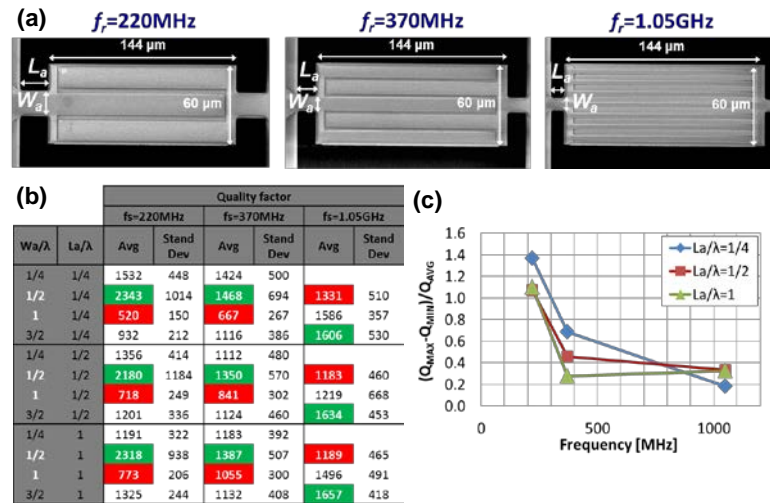 (a)
fr=220MHz
fr=370MHz
fr=1.05GHz
144 µm
144 µm
144 µm
La
La
La
Wa
Wa
Wa
60 µm
60 µm
60 µm
(b)
Quality factor
fs=220MHz fs=370MHz fs=1.05GHz
Wa/λ La/λ Avg Stand Dev Avg Stand Dev Avg Stand Dev
1/4 1/4 1532 448 1424 500
1/2 1/4 2343 1014 1468 694 1331 510
1 1/4 520 150 667 267 1586 357
3/2 1/4 932 212 1116 386 1606 530
1/4 1/2 1356 414 1112 480
1/2 1/2 2180 1184 1350 570 1183 460
1 1/2 718 249 841 302 1219 668
3/2 1/2 1201 336 1124 460 1634 453
1/4 1 1191 322 1183 392
1/2 1 2318 938 1387 507 1189 465
1 1 773 206 1055 300 1496 491
3/2 1 1325 244 1132 408 1657 418
(c)
(QMAX-QMIN)/QAVG
1.6
1.4
1.2
1.0
0.8
0.6
0.4
0.2
0.0
0 500 1000
Frequency [MHz]
La/λ=1/4
La/λ=1/2
La/λ=1